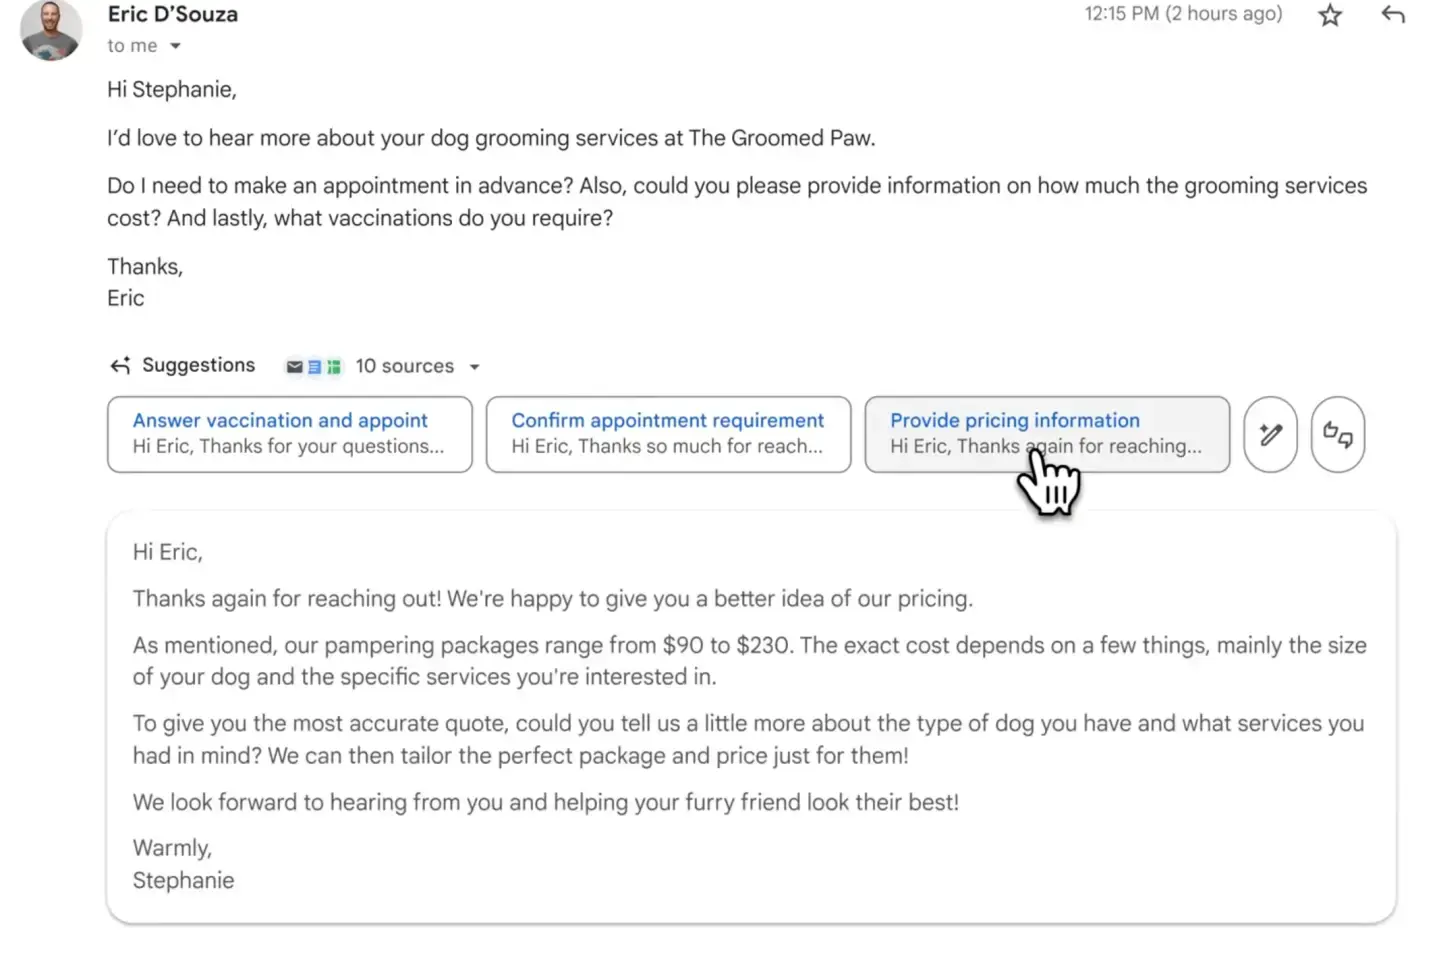 Eric D’Souza
12:15 PM (2 hours ago)
to me
Hi Stephanie,
I’d love to hear more about your dog grooming services at The Groomed Paw.
Do I need to make an appointment in advance? Also, could you please provide information on how much the grooming services
cost? And lastly, what vaccinations do you require?
Thanks,
Eric
Suggestions 10 sources
Answer vaccination and appoint
Hi Eric, Thanks for your questions...
Confirm appointment requirement
Hi Eric, Thanks so much for reach...
Provide pricing information
Hi Eric, Thanks again for reaching...
Hi Eric,
Thanks again for reaching out! We're happy to give you a better idea of our pricing.
As mentioned, our pampering packages range from $90 to $230. The exact cost depends on a few things, mainly the size
of your dog and the specific services you're interested in.
To give you the most accurate quote, could you tell us a little more about the type of dog you have and what services you
had in mind? We can then tailor the perfect package and price just for them!
We look forward to hearing from you and helping your furry friend look their best!
Warmly,
Stephanie